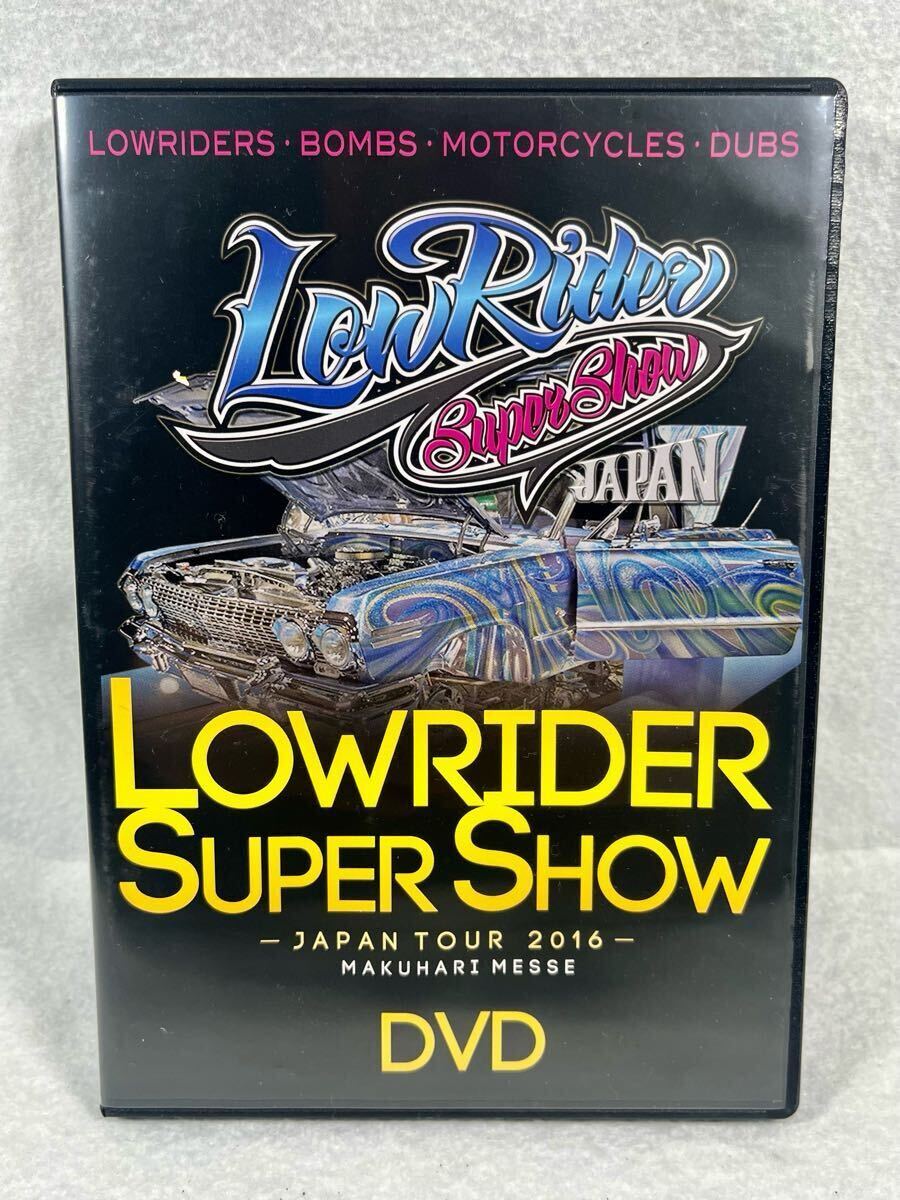 LOWRIDERS · BOMBS · MOTORCYCLES · DUBS
LowRider
Super Show
JAPAN
LOWRIDER
SUPER SHOW
— JAPAN TOUR 2016 —
MAKUHARI MESSE
DVD